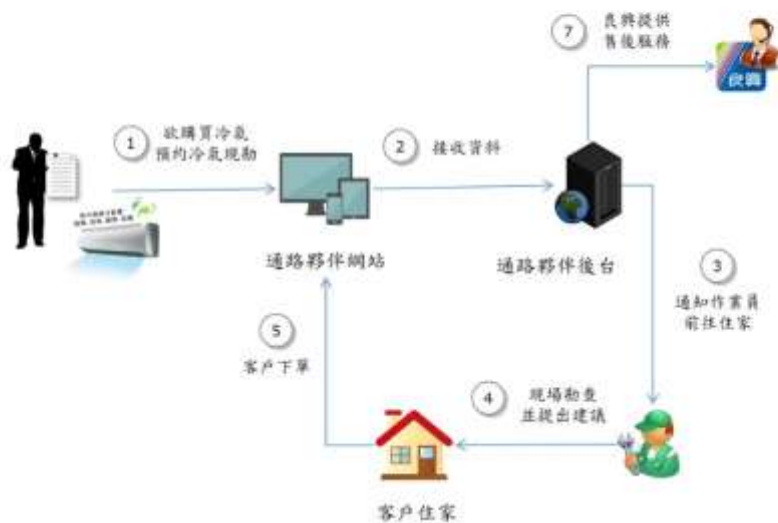 1
欲購買冷氣
預約冷氣現勘
2
接收資料
7
良興提供
售後服務
良興
通路夥伴網站
通路夥伴後台
3
通知作業員
前往住家
5
客戶下單
4
現場勘查
並提出建議
客戶住家